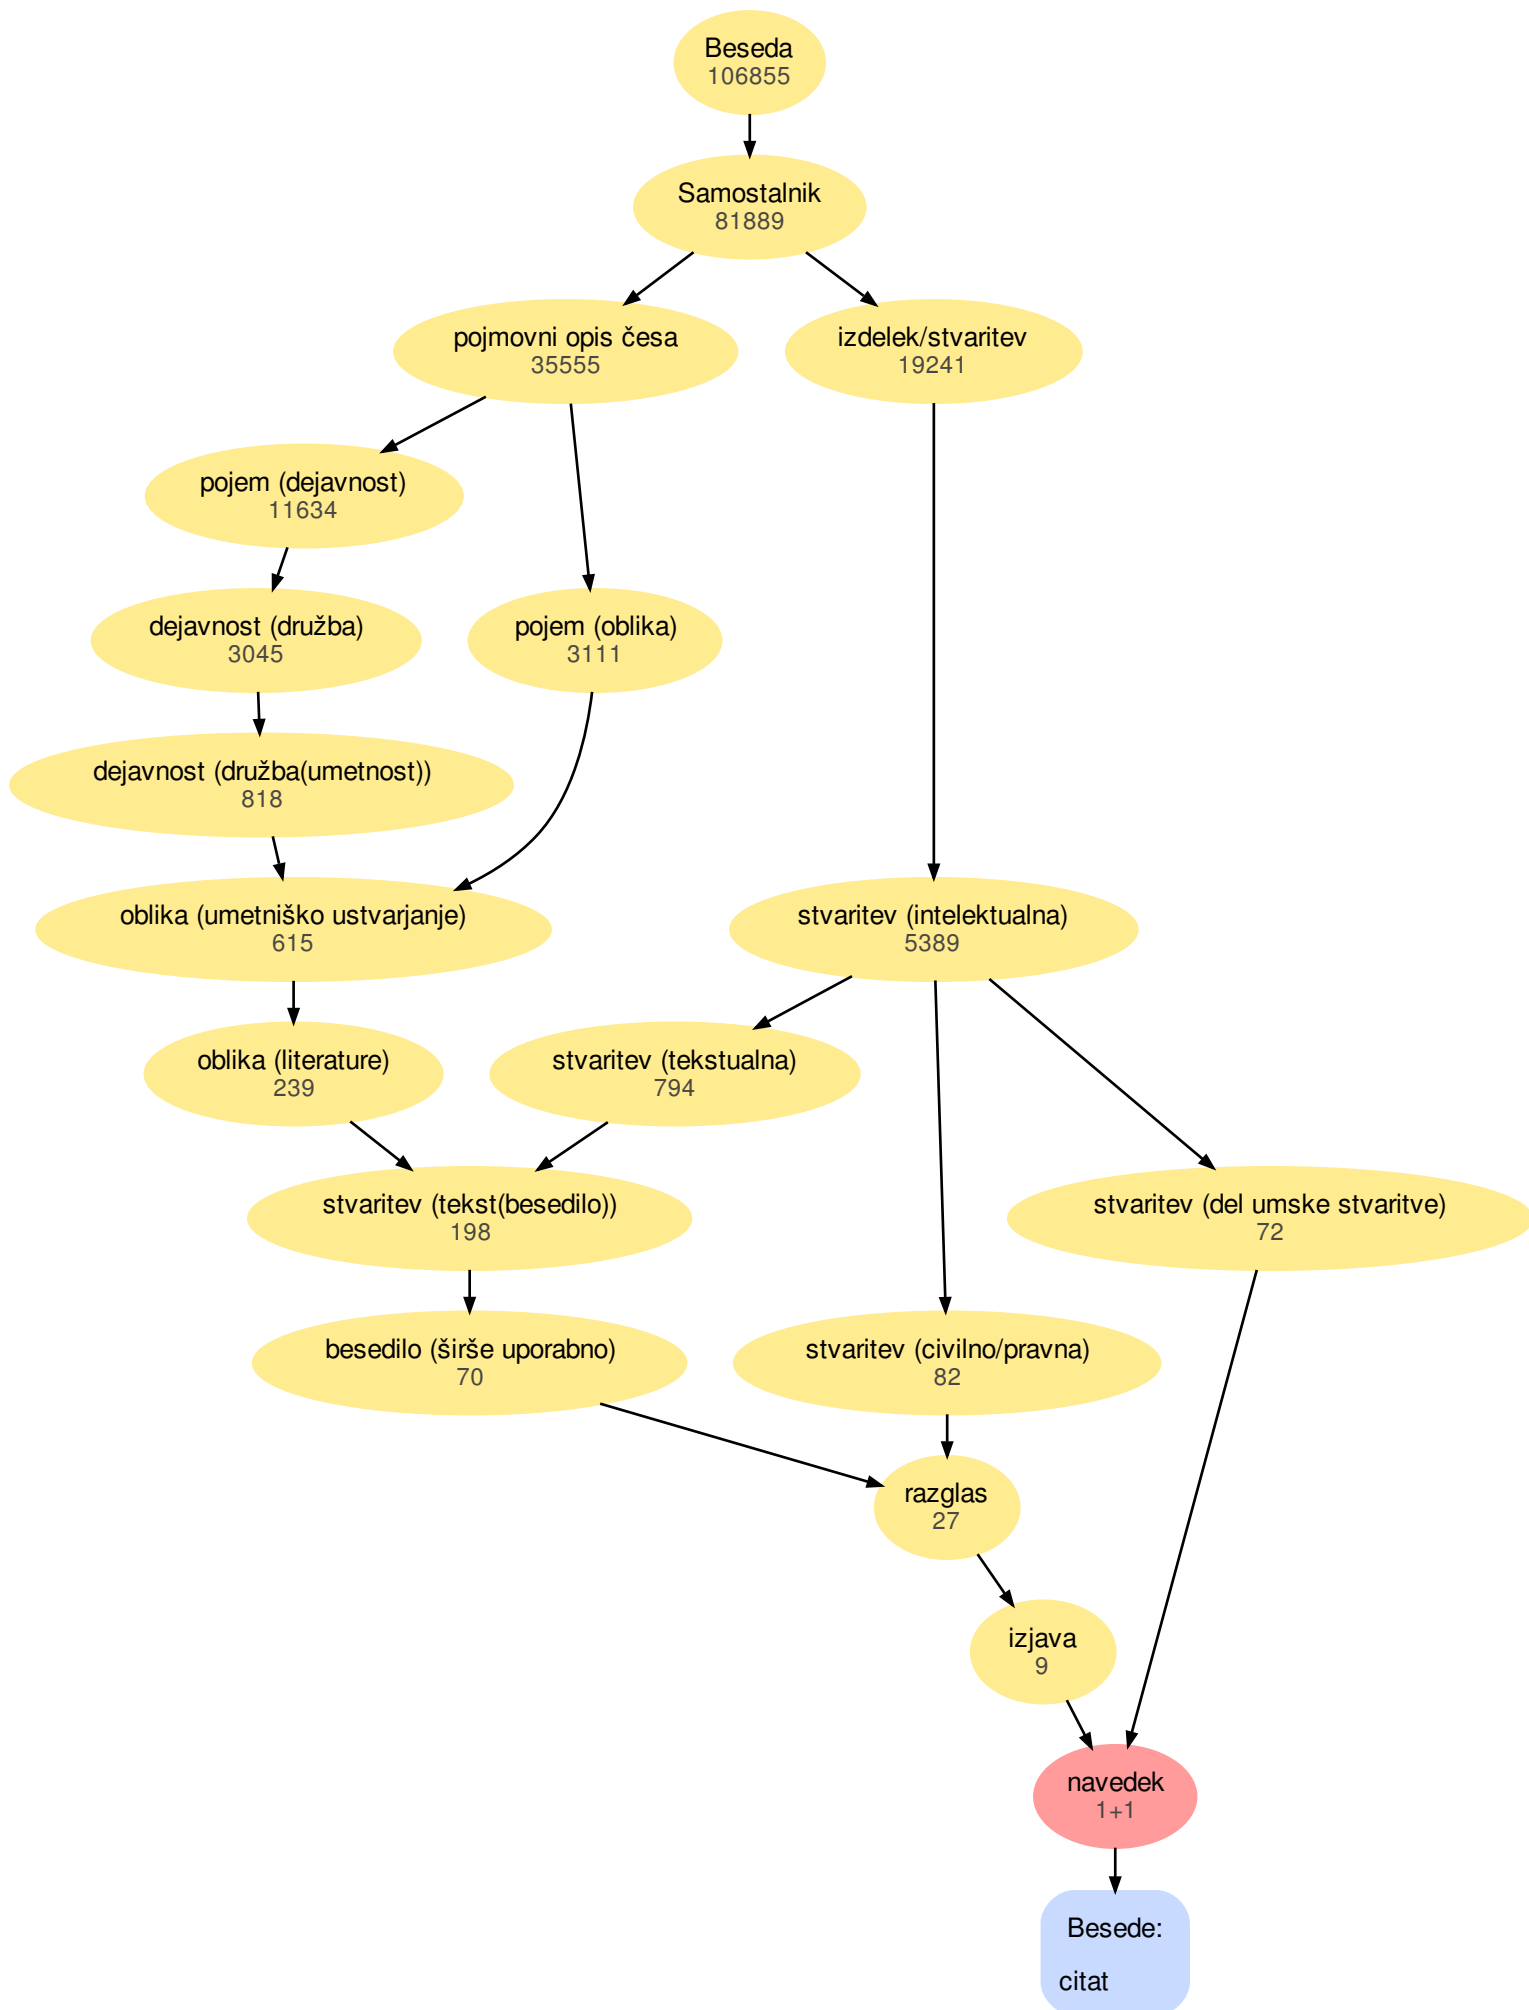 Beseda
106855
Samostalnik
81889
pojmovni opis česa
35555
izdelek/stvaritev
19241
pojem (dejavnost)
11634
dejavnost (družba)
3045
pojem (oblika)
3111
dejavnost (družba(umetnost))
818
oblika (umetniško ustvarjanje)
615
stvaritev (intelektualna)
5389
oblika (literature)
239
stvaritev (tekstualna)
794
stvaritev (tekst(besedilo))
198
stvaritev (del umske stvaritve)
72
besedilo (širše uporabno)
70
stvaritev (civilno/pravna)
82
razglas
27
izjava
9
navedek
1+1
Besede:
citat